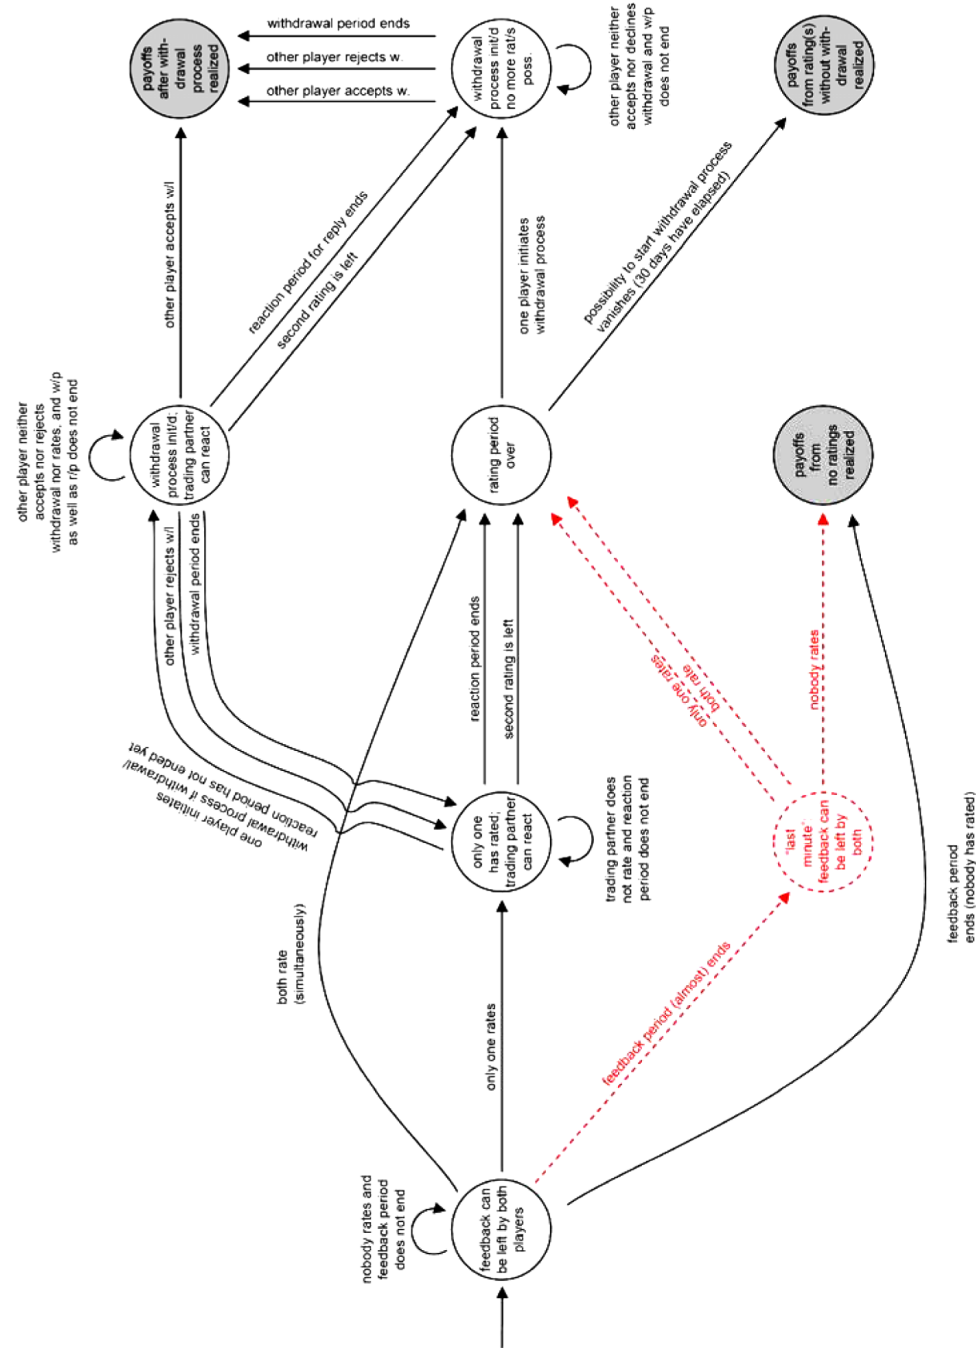 payoffs
after with-
drawal
process
realized
withdrawal period ends
other player rejects w.
other player accepts w.
withdrawal
process init/d
no more rat/s
poss.
other player neither
accepts nor declines
withdrawal and w/p
does not end
payoffs
from rating(s)
without with-
drawal
realized
other player accepts w/l
reaction period for reply ends
second rating is left
one player initiates
withdrawal process
possibility to start withdrawal process
vanishes (30 days have elapsed)
other player neither
accepts nor rejects
withdrawal nor rates, and w/p
as well as r/p does not end
withdrawal
process init/d;
trading partner
can react
rating period
over
payoffs
from
no ratings
realized
other player rejects w/l
withdrawal period ends
one player initiates
withdrawal process if withdrawal/
reaction period has not ended yet
reaction period ends
second rating is left
only one rates
both rate
nobody rates
only one
has rated;
trading partner
can react
trading partner does
not rate and reaction
period does not end
"last
minute":
feedback can
be left by
both
both rate
(simultaneously)
only one rates
feedback period (almost) ends
feedback period
ends (nobody has rated)
nobody rates and
feedback period
does not end
feedback can
be left by both
players